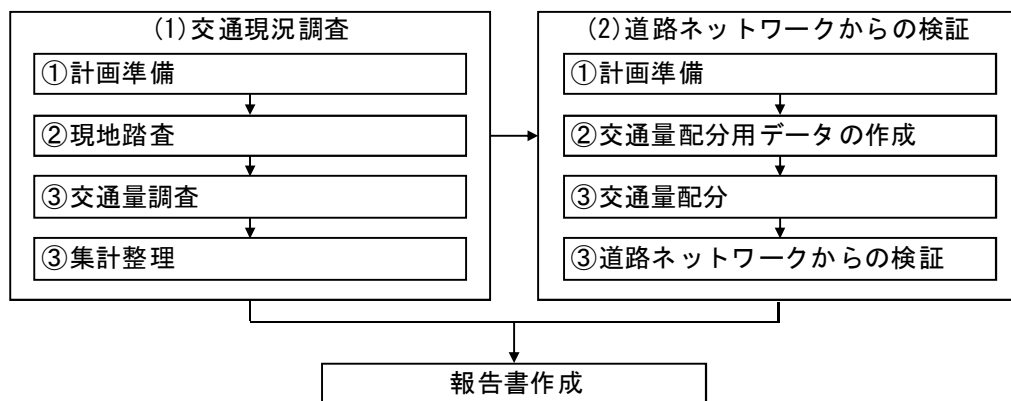 (1)交通現況調査
①計画準備
②現地踏査
③交通量調査
③集計整理
(2)道路ネットワークからの検証
①計画準備
②交通量配分用データの作成
③交通量配分
③道路ネットワークからの検証
報告書作成